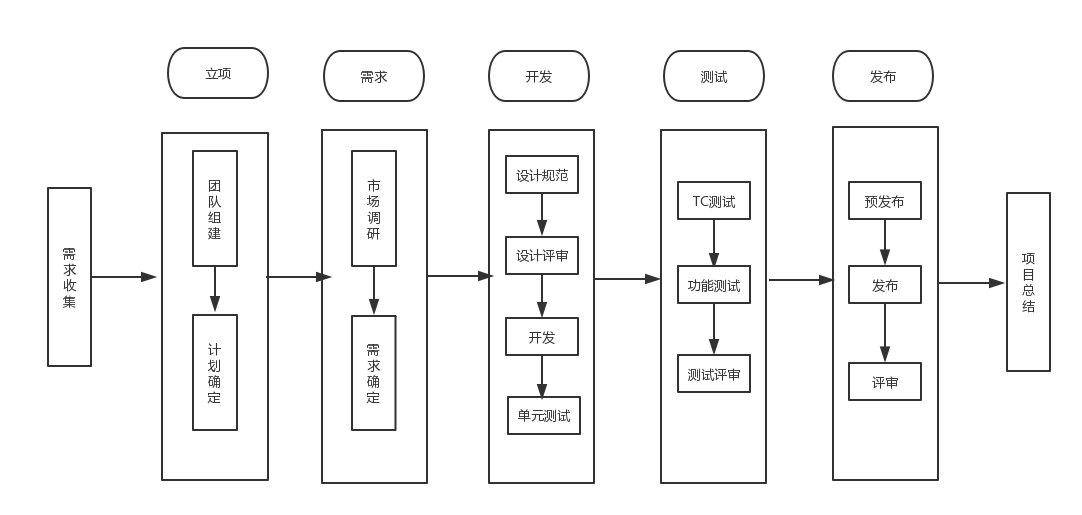 立项
需求
开发
测试
发布
需求收集
团队组建
计划确定
市场调研
需求确定
设计规范
设计评审
开发
单元测试
TC测试
功能测试
测试评审
预发布
发布
评审
项目总结